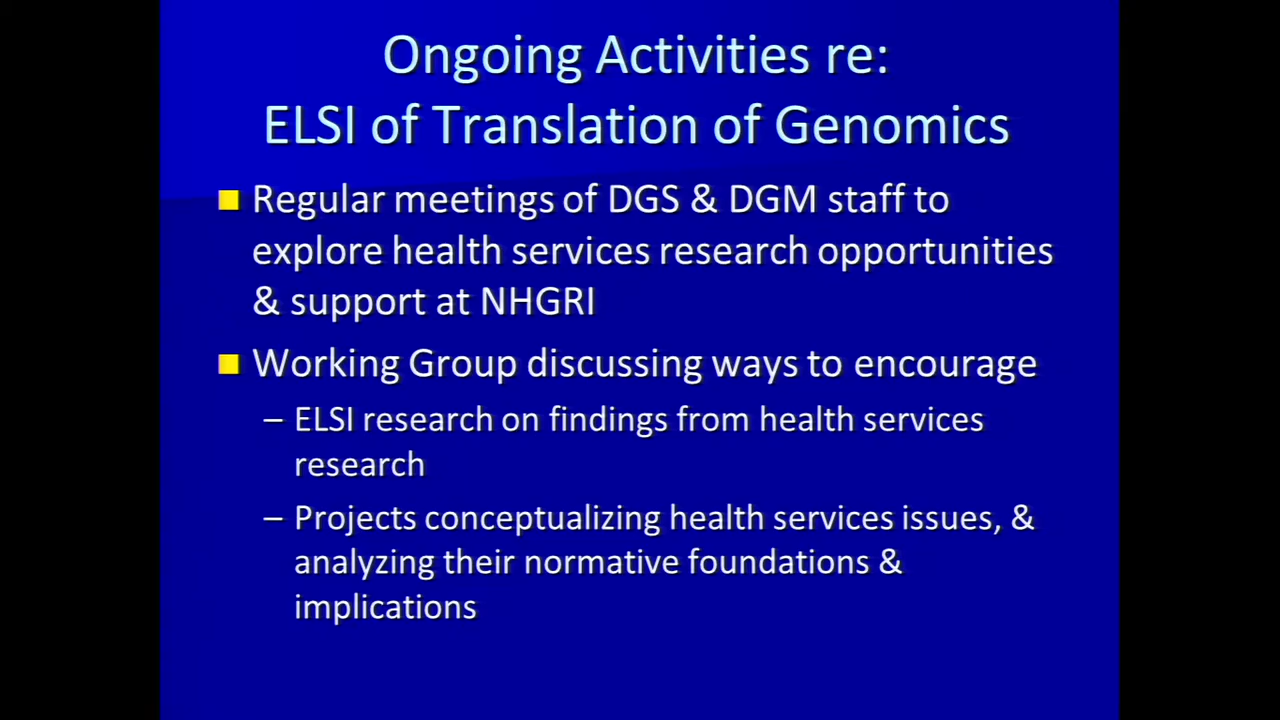 Ongoing Activities re:
ELSI of Translation of Genomics
Regular meetings of DGS & DGM staff to
explore health services research opportunities
& support at NHGRI
Working Group discussing ways to encourage
– ELSI research on findings from health services
research
– Projects conceptualizing health services issues, &
analyzing their normative foundations &
implications